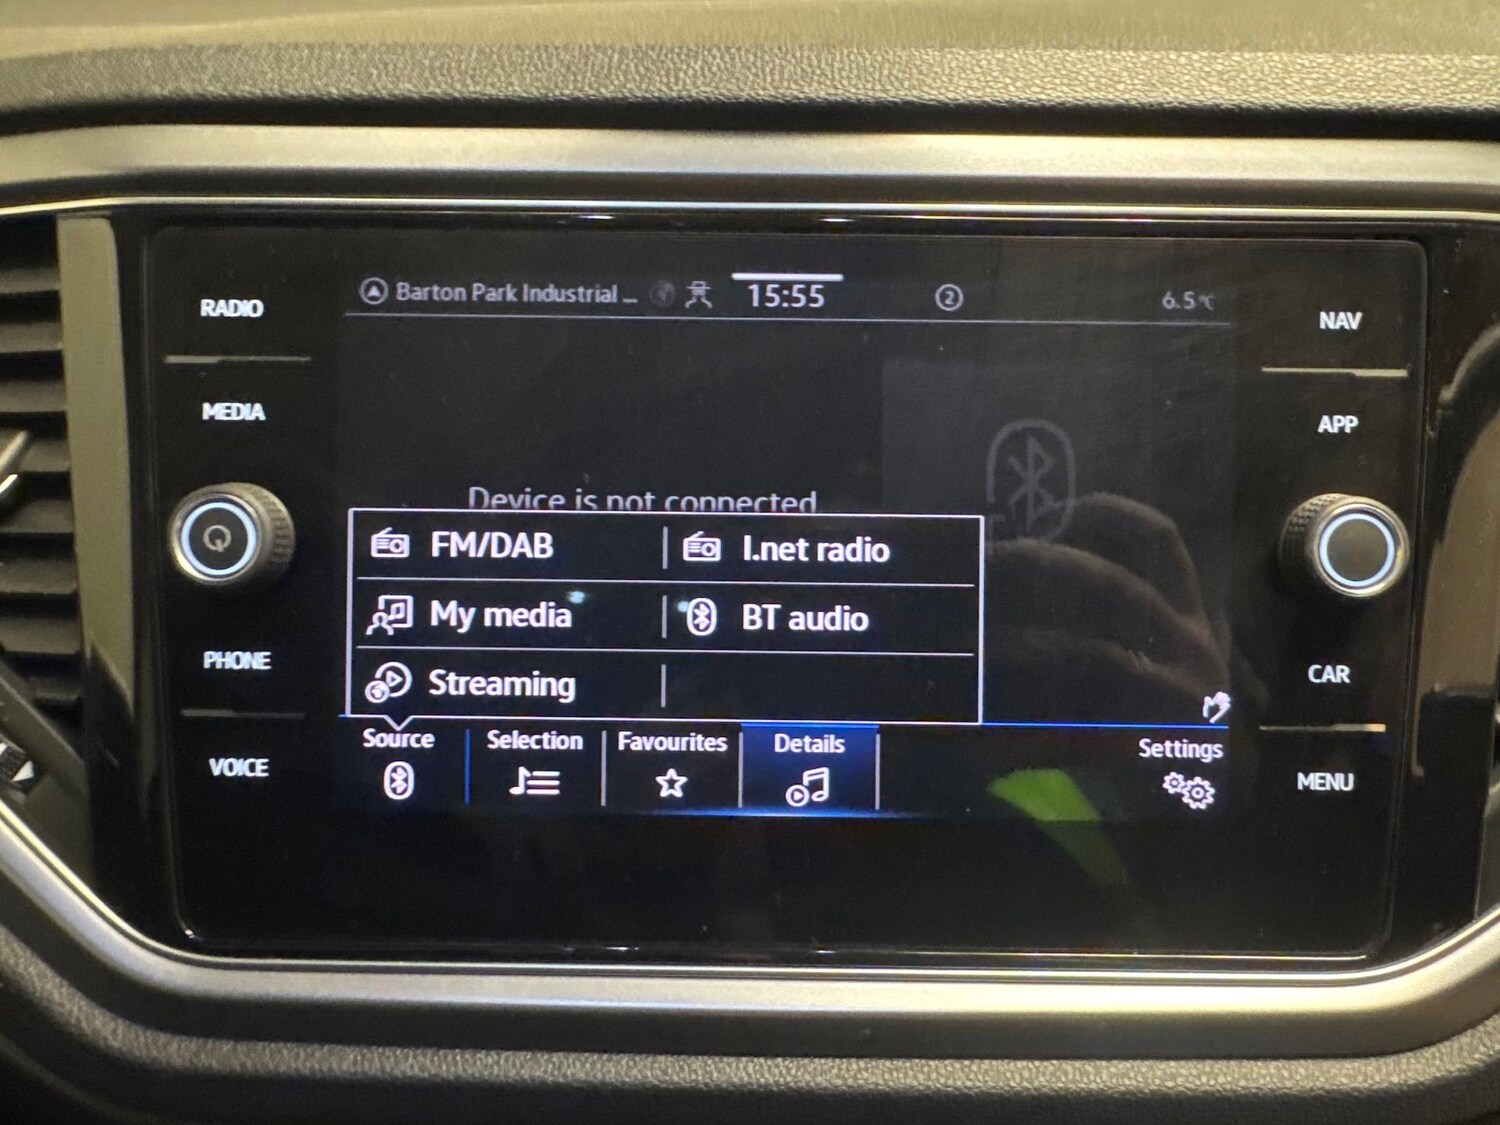 RADIO
MEDIA
PHONE
VOICE
Barton Park Industrial ...
15:55
2
6.5°C
Device is not connected.
FM/DAB
I.net radio
My media
BT audio
Streaming
Source
Selection
Favourites
Details
Settings
NAV
APP
CAR
MENU